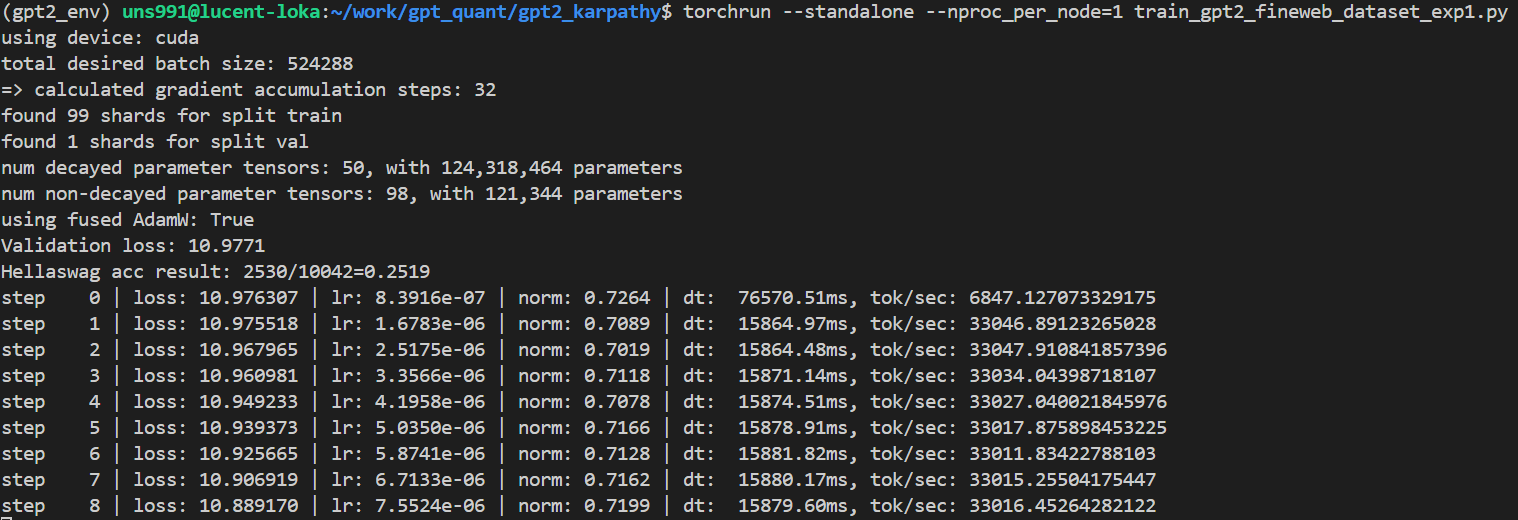 (gpt2_env) uns991@lucent-loka:~/work/gpt_quant/gpt2_karpathy$ torchrun --standalone --nproc_per_node=1 train_gpt2_fineweb_dataset_exp1.py
using device: cuda
total desired batch size: 524288
=> calculated gradient accumulation steps: 32
found 99 shards for split train
found 1 shards for split val
num decayed parameter tensors: 50, with 124,318,464 parameters
num non-decayed parameter tensors: 98, with 121,344 parameters
using fused AdamW: True
Validation loss: 10.9771
Hellaswag acc result: 2530/10042=0.2519
step    0 | loss: 10.976307 | lr: 8.3916e-07 | norm: 0.7264 | dt:  76570.51ms, tok/sec: 6847.127073329175
step    1 | loss: 10.975518 | lr: 1.6783e-06 | norm: 0.7089 | dt:  15864.97ms, tok/sec: 33046.89123265028
step    2 | loss: 10.967965 | lr: 2.5175e-06 | norm: 0.7019 | dt:  15864.48ms, tok/sec: 33047.910841857396
step    3 | loss: 10.960981 | lr: 3.3566e-06 | norm: 0.7118 | dt:  15871.14ms, tok/sec: 33034.04398718107
step    4 | loss: 10.949233 | lr: 4.1958e-06 | norm: 0.7078 | dt:  15874.51ms, tok/sec: 33027.040021845976
step    5 | loss: 10.939373 | lr: 5.0350e-06 | norm: 0.7166 | dt:  15878.91ms, tok/sec: 33017.875898453225
step    6 | loss: 10.925665 | lr: 5.8741e-06 | norm: 0.7128 | dt:  15881.82ms, tok/sec: 33011.83422788103
step    7 | loss: 10.906919 | lr: 6.7133e-06 | norm: 0.7162 | dt:  15880.17ms, tok/sec: 33015.25504175447
step    8 | loss: 10.889170 | lr: 7.5524e-06 | norm: 0.7199 | dt:  15879.60ms, tok/sec: 33016.45264282122